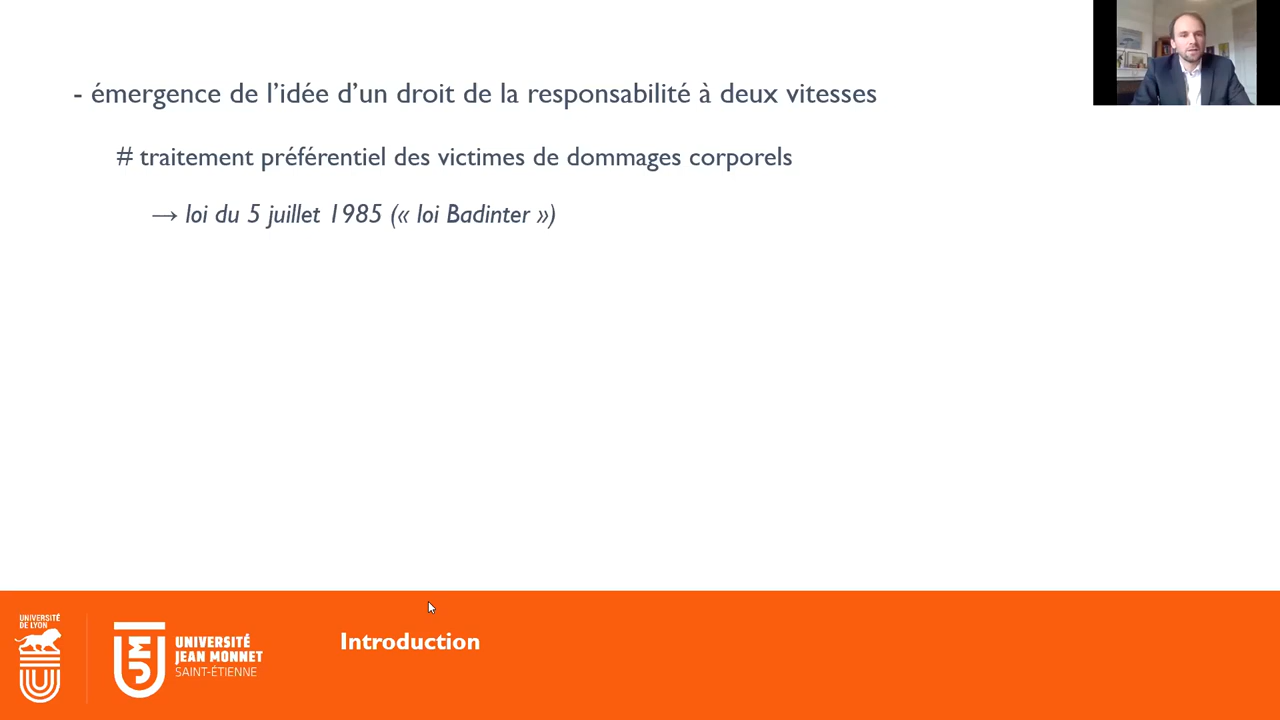 - émergence de l’idée d’un droit de la responsabilité à deux vitesses
# traitement préférentiel des victimes de dommages corporels
→ loi du 5 juillet 1985 (« loi Badinter »)
UNIVERSITÉ
DE LYON
UNIVERSITÉ
JEAN MONNET
SAINT-ÉTIENNE
Introduction